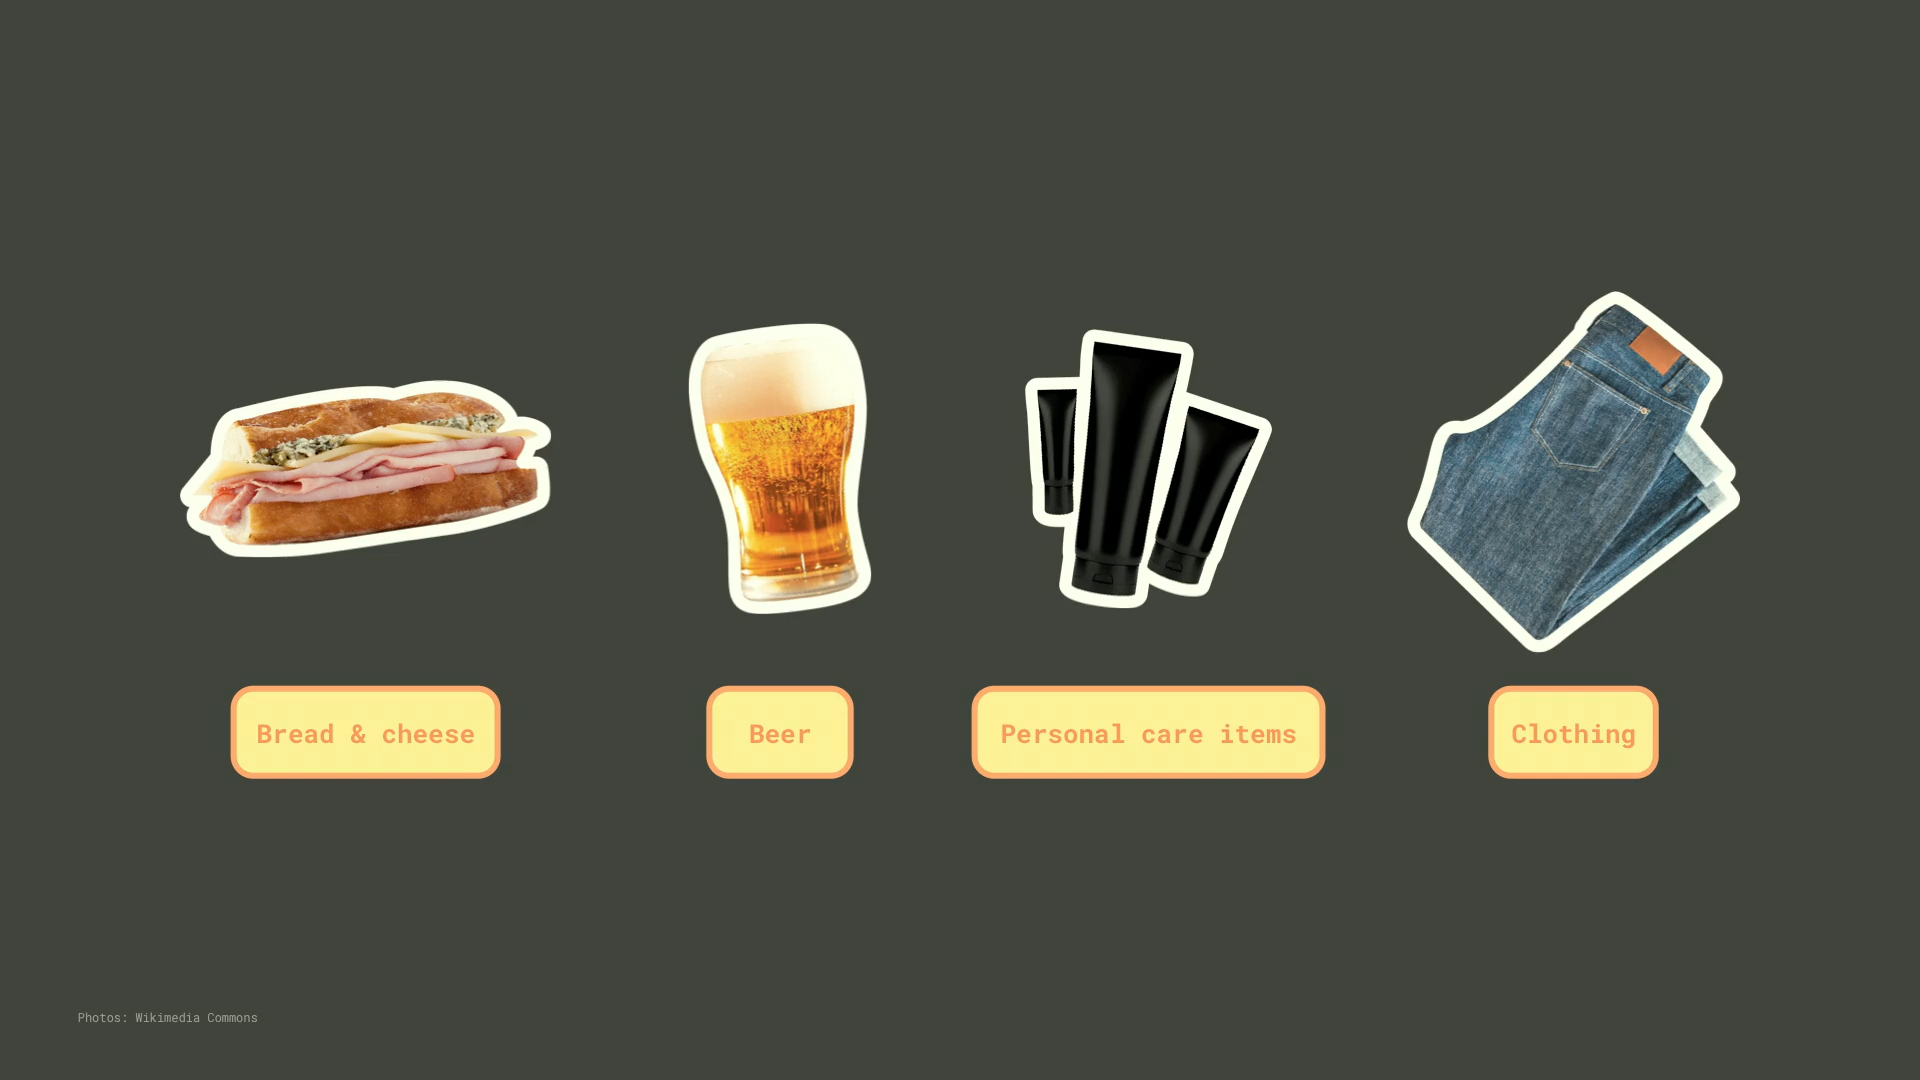 Bread & cheese
Beer
Personal care items
Clothing
Photos: Wikimedia Commons